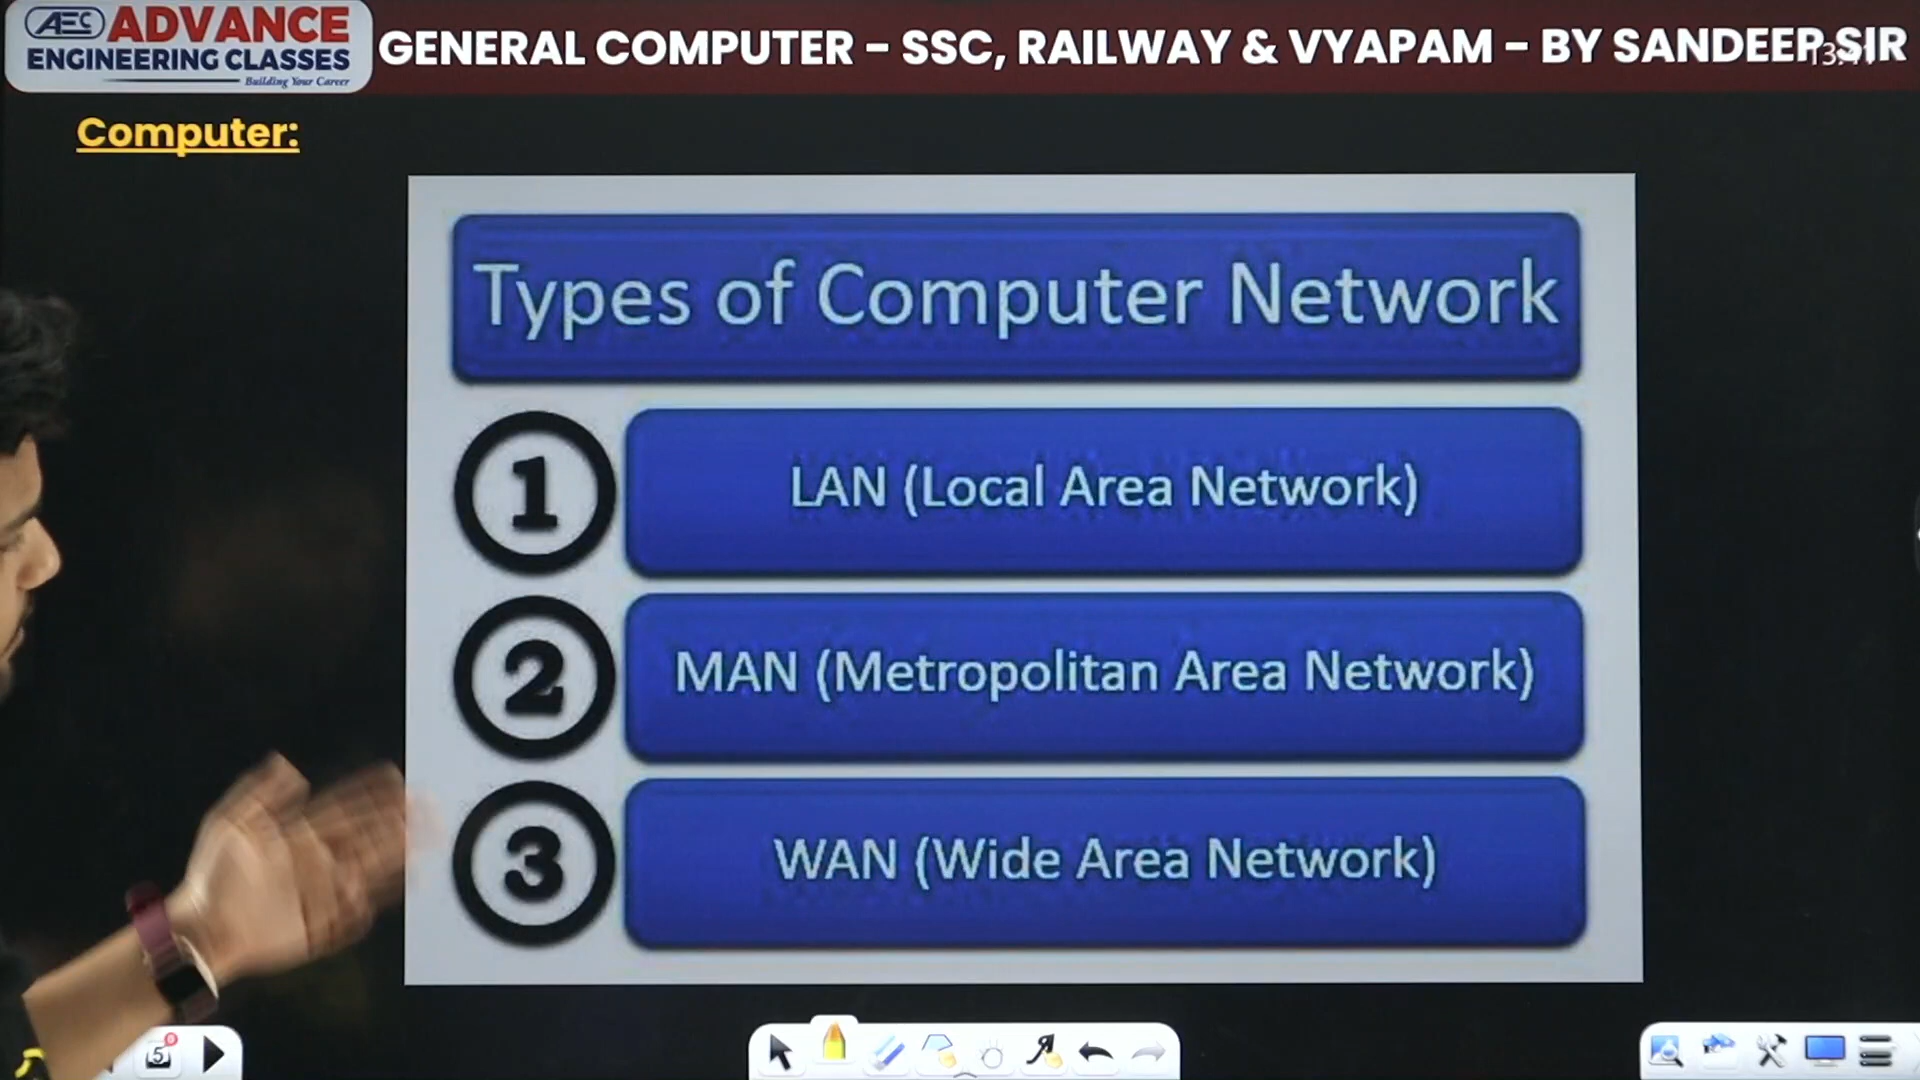 AEC ADVANCE
ENGINEERING CLASSES
Building Your Career
GENERAL COMPUTER - SSC, RAILWAY & VYAPAM - BY SANDEEP SIR
Computer:
Types of Computer Network
1 LAN (Local Area Network)
2 MAN (Metropolitan Area Network)
3 WAN (Wide Area Network)
5